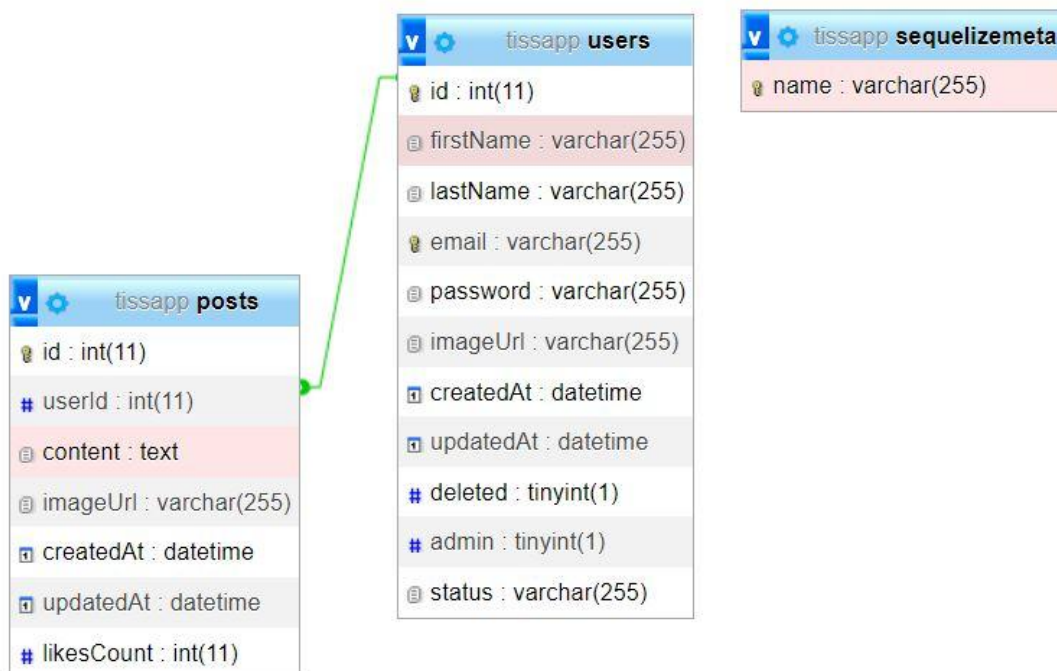 tissapp users
id : int(11)
firstName : varchar(255)
lastName : varchar(255)
email : varchar(255)
password : varchar(255)
imageUrl : varchar(255)
createdAt : datetime
updatedAt : datetime
deleted : tinyint(1)
admin : tinyint(1)
status : varchar(255)
tissapp sequelizemeta
name : varchar(255)
tissapp posts
id : int(11)
userId : int(11)
content : text
imageUrl : varchar(255)
createdAt : datetime
updatedAt : datetime
likesCount : int(11)